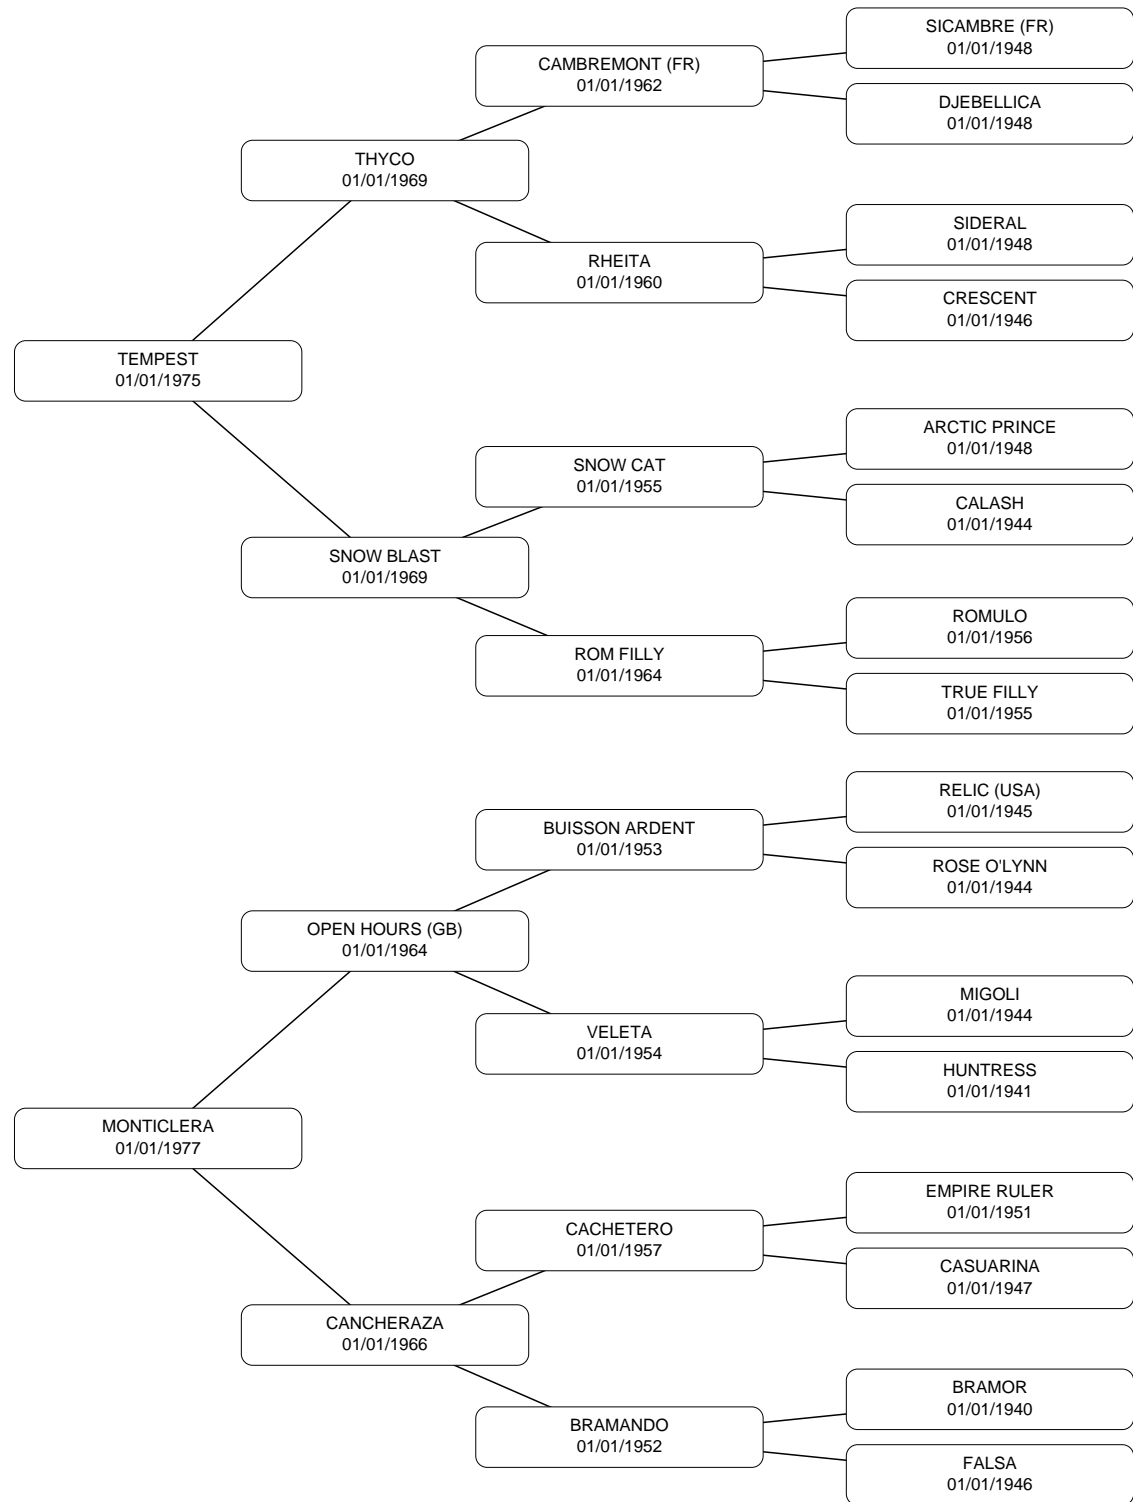 SICAMBRE (FR)
01/01/1948
CAMBREMONT (FR)
01/01/1962
DJEBELLICA
01/01/1948
THYCO
01/01/1969
SIDERAL
01/01/1948
RHEITA
01/01/1960
CRESCENT
01/01/1946
TEMPEST
01/01/1975
ARCTIC PRINCE
01/01/1948
SNOW CAT
01/01/1955
CALASH
01/01/1944
SNOW BLAST
01/01/1969
ROMULO
01/01/1956
ROM FILLY
01/01/1964
TRUE FILLY
01/01/1955
RELIC (USA)
01/01/1945
BUISSON ARDENT
01/01/1953
ROSE O'LYNN
01/01/1944
OPEN HOURS (GB)
01/01/1964
MIGOLI
01/01/1944
VELETA
01/01/1954
HUNTRESS
01/01/1941
MONTICLERA
01/01/1977
EMPIRE RULER
01/01/1951
CACHETERO
01/01/1957
CASUARINA
01/01/1947
CANCHERAZA
01/01/1966
BRAMOR
01/01/1940
BRAMANDO
01/01/1952
FALSA
01/01/1946